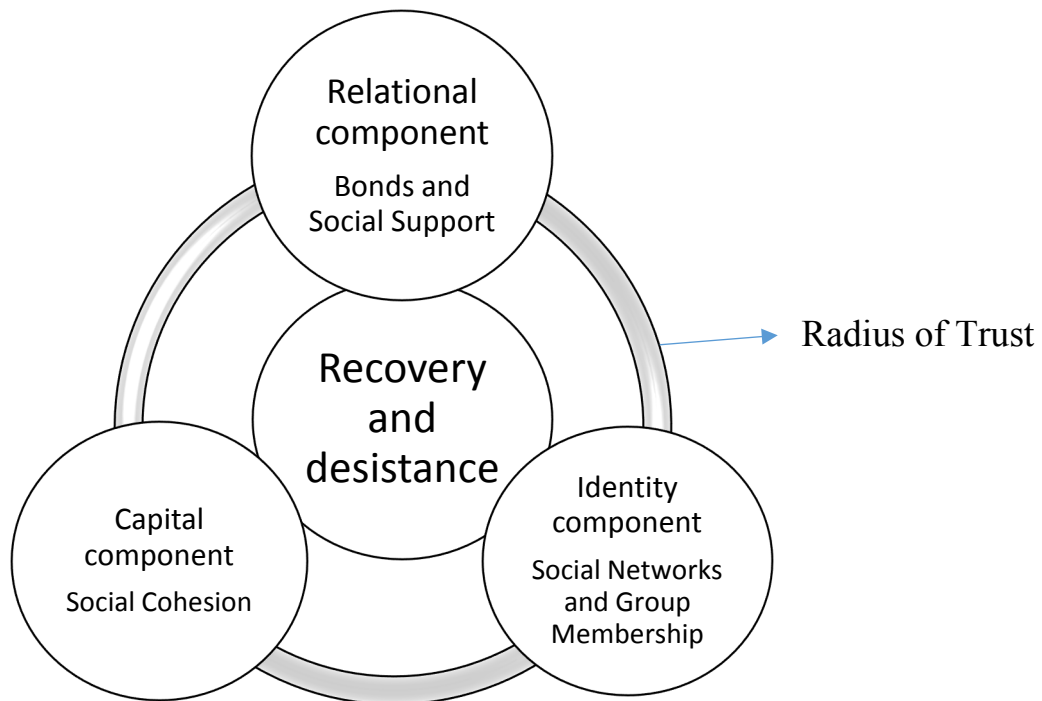 Relational
component
Bonds and
Social Support
Radius of Trust
Recovery
and
desistance
Capital
component
Social Cohesion
Identity
component
Social Networks
and Group
Membership